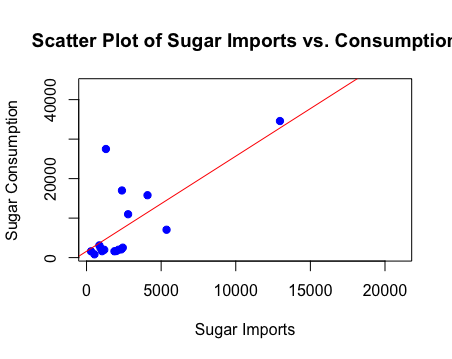 Scatter Plot of Sugar Imports vs. Consumption
Sugar Consumption
40000
20000
0
0 5000 10000 15000 20000
Sugar Imports